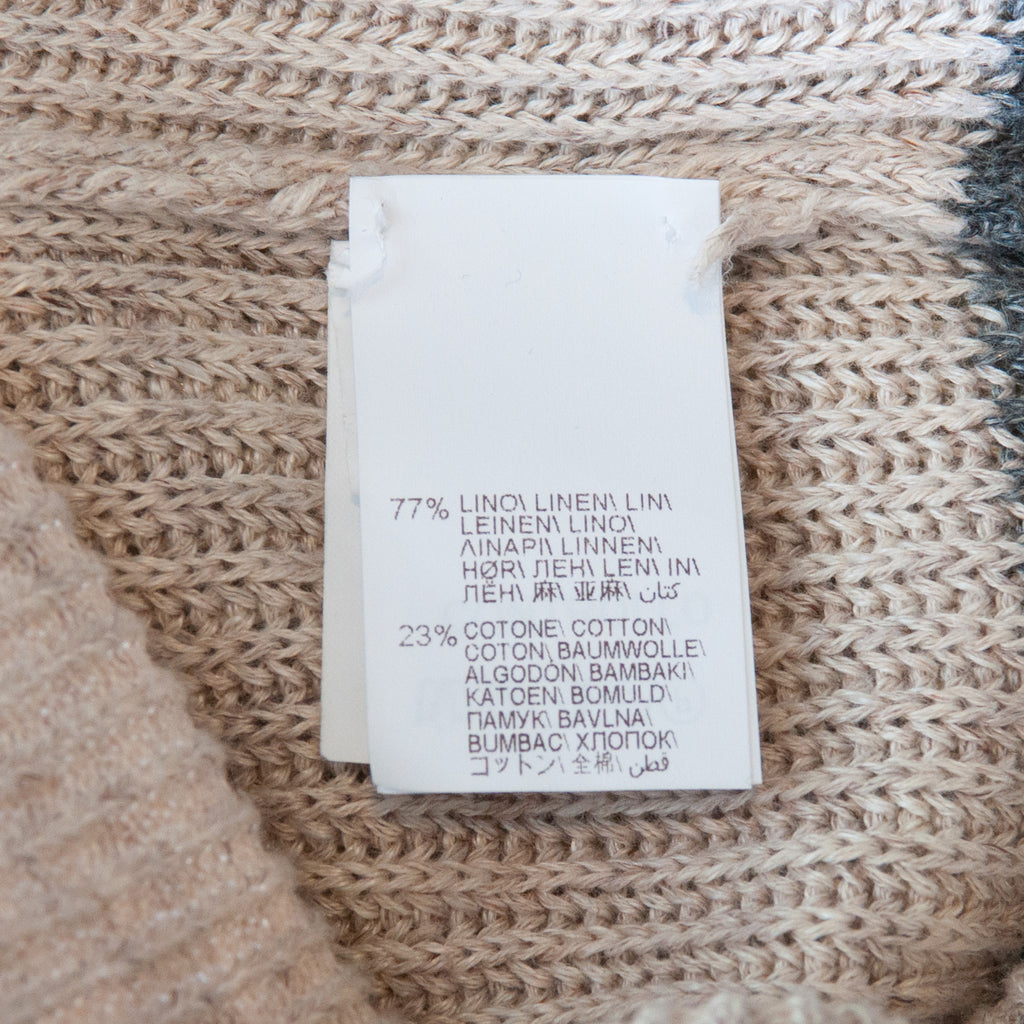 77% LINO\ LINEN\ LIN\
LEINEN\ LINO\
ΛΙΝΑΡΙ\ LINNEN\
HØR\ ЛЕН\ LEN\ IN\
ЛЁН\ 麻\ 亚麻\ كتان
23% COTONE\ COTTON\
COTON\ BAUMWOLLE\
ALGODÓN\ BAMBAKI\
KATOEN\ BOMULD\
ПАМУК\ BAVLNA\
BUMBAC\ ХЛОПОК\
コットン\ 全棉\ قطن